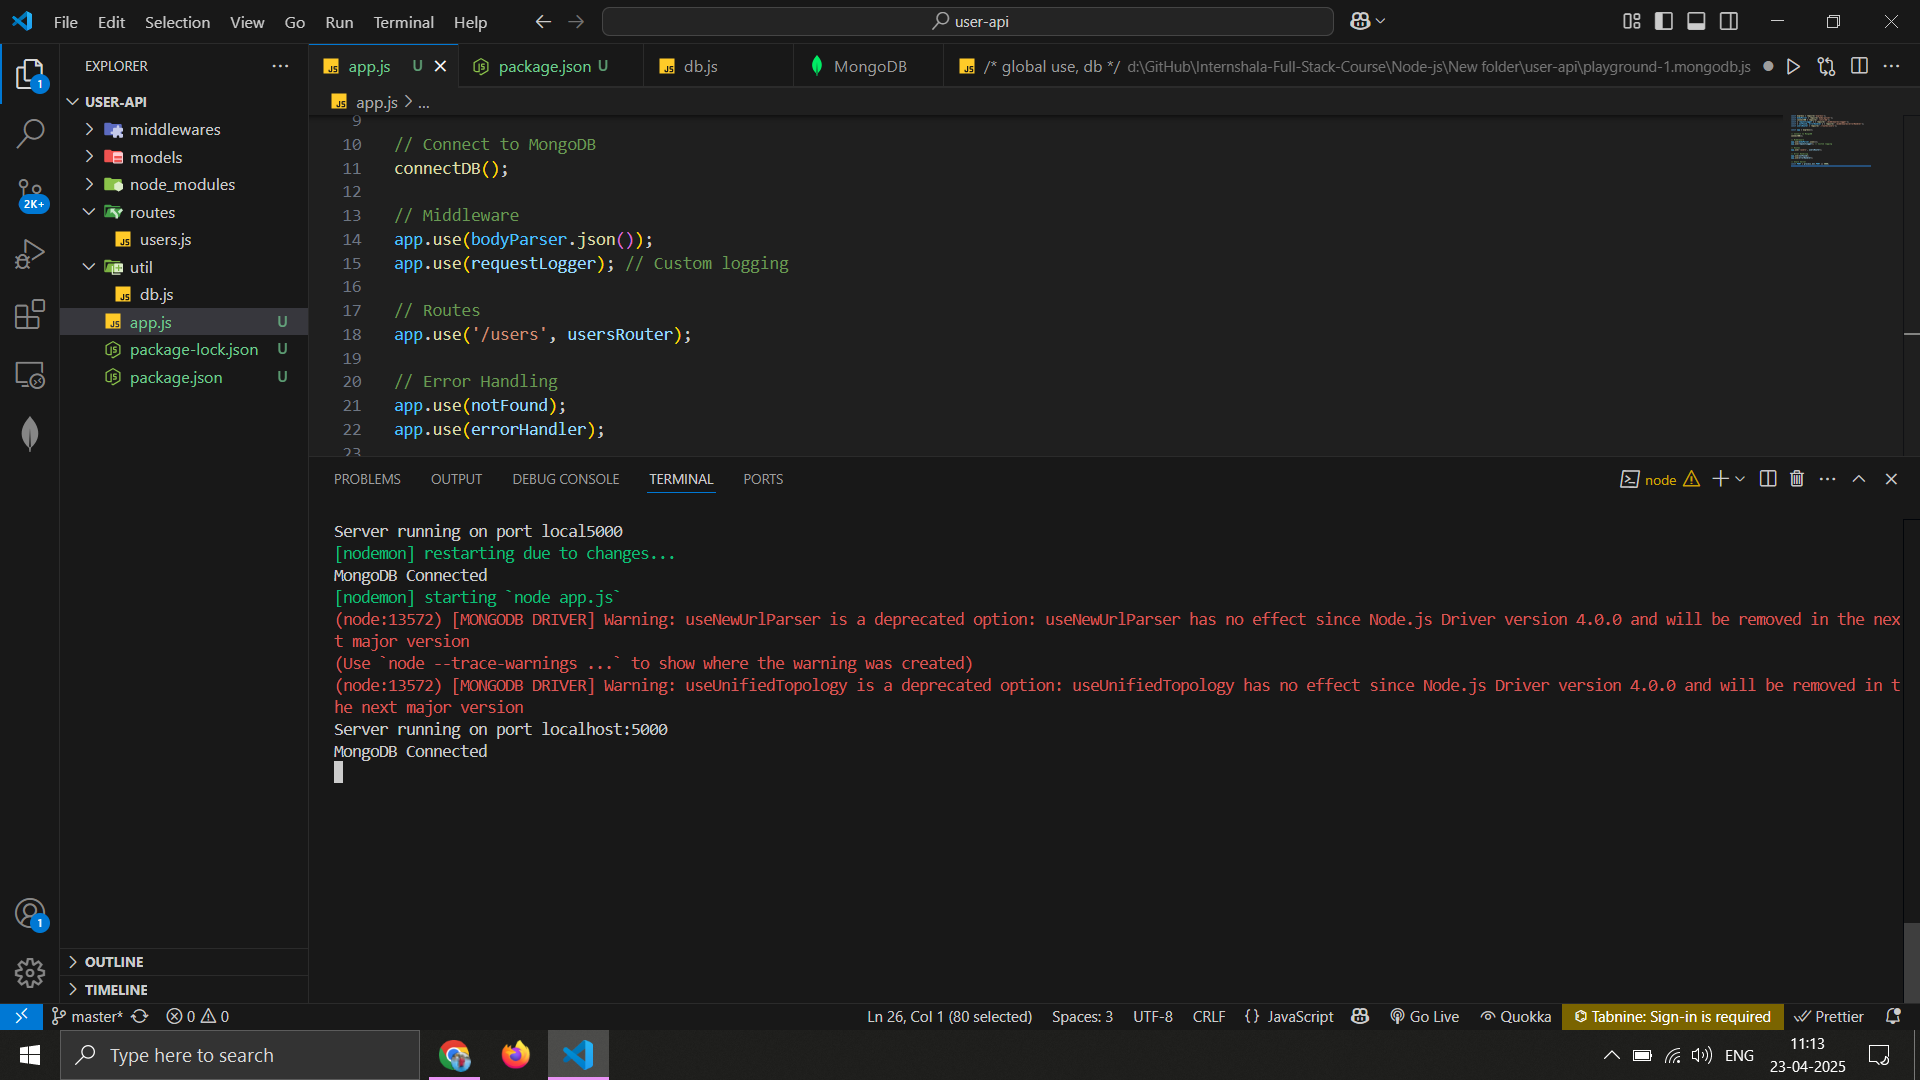 File Edit Selection View Go Run Terminal Help
user-api
EXPLORER
USER-API
middlewares
models
node_modules
routes
users.js
util
db.js
app.js U
package-lock.json U
package.json U
OUTLINE
TIMELINE
1
2K+
1
app.js U
package.json U
db.js
MongoDB
/* global use, db */ d:\GitHub\Internshala-Full-Stack-Course\Node-js\New folder\user-api\playground-1.mongodb.js
app.js > ...
9
10 // Connect to MongoDB
11 connectDB();
12
13 // Middleware
14 app.use(bodyParser.json());
15 app.use(requestLogger); // Custom logging
16
17 // Routes
18 app.use('/users', usersRouter);
19
20 // Error Handling
21 app.use(notFound);
22 app.use(errorHandler);
23
PROBLEMS OUTPUT DEBUG CONSOLE TERMINAL PORTS
node
Server running on port local5000
[nodemon] restarting due to changes...
MongoDB Connected
[nodemon] starting `node app.js`
(node:13572) [MONGODB DRIVER] Warning: useNewUrlParser is a deprecated option: useNewUrlParser has no effect since Node.js Driver version 4.0.0 and will be removed in the nex
t major version
(Use `node --trace-warnings ...` to show where the warning was created)
(node:13572) [MONGODB DRIVER] Warning: useUnifiedTopology is a deprecated option: useUnifiedTopology has no effect since Node.js Driver version 4.0.0 and will be removed in t
he next major version
Server running on port localhost:5000
MongoDB Connected
master* 0 0
Ln 26, Col 1 (80 selected) Spaces: 3 UTF-8 CRLF {} JavaScript Go Live Quokka Tabnine: Sign-in is required Prettier
Type here to search
ENG
11:13
23-04-2025